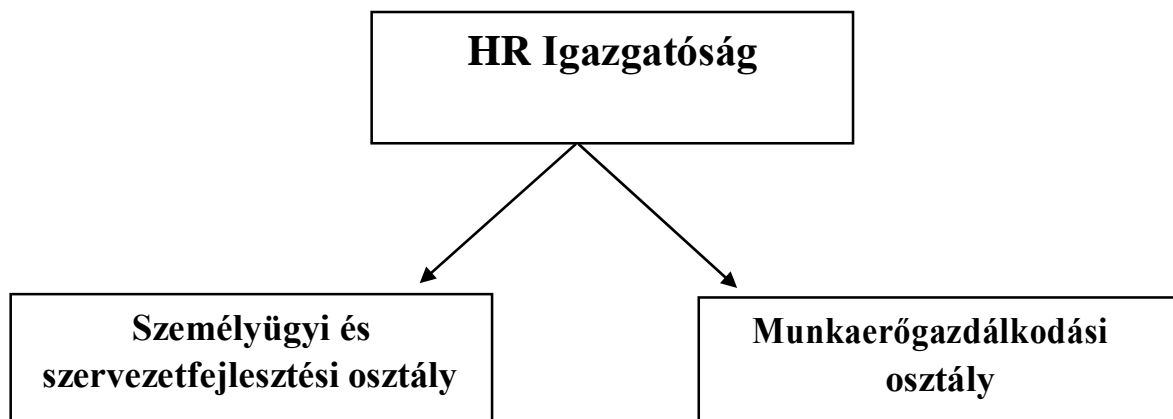 HR Igazgatóság
Személyügyi és
szervezetfejlesztési osztály
Munkaerőgazdálkodási
osztály